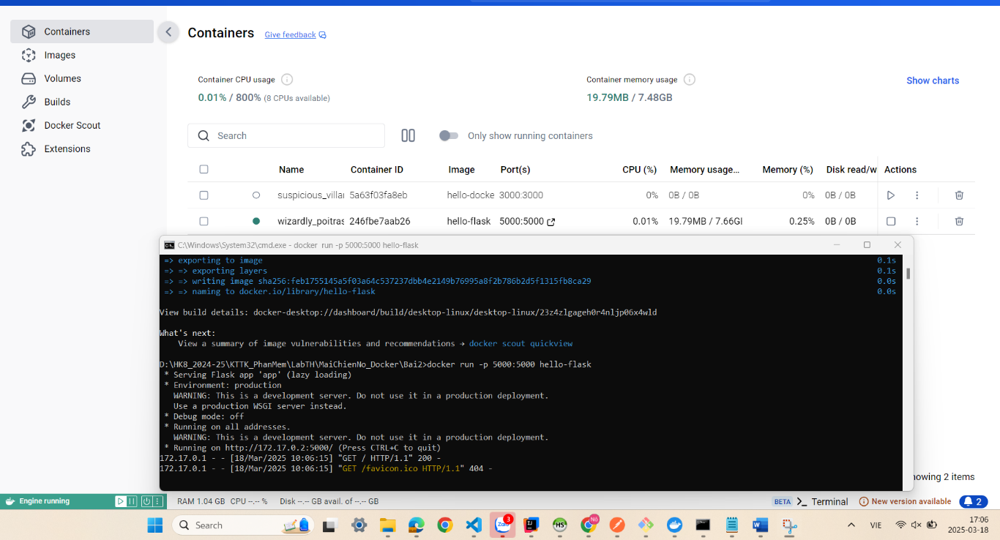 Containers
Images
Volumes
Builds
Docker Scout
Extensions
Containers Give feedback
Container CPU usage
0.01% / 800% (8 CPUs available)
Container memory usage
19.79MB / 7.48GB
Show charts
Search
Only show running containers
Name Container ID Image Port(s) CPU (%) Memory usage... Memory (%) Disk read/w Actions
suspicious_villar 5a63f03fa8eb hello-docke 3000:3000 0% 0B / 0B 0% 0B / 0B
wizardly_poitras 246fbe7aab26 hello-flask 5000:5000 0.01% 19.79MB / 7.66GI 0.25% 0B / 0B
C:\Windows\System32\cmd.exe - docker run -p 5000:5000 hello-flask
=> exporting to image 0.1s
=> => exporting layers 0.1s
=> => writing image sha256:feb1755145a5f03a64c537237dbb4e2149b76995a8f2b786b2d5f1315fb8ca29 0.0s
=> => naming to docker.io/library/hello-flask 0.0s
View build details: docker-desktop://dashboard/build/desktop-linux/desktop-linux/23z4zlgageh0r4nljp06x4wld
What's next:
View a summary of image vulnerabilities and recommendations → docker scout quickview
D:\HK8_2024-25\KTTK_PhanMem\LabTH\MaiChienNo_Docker\Bai2>docker run -p 5000:5000 hello-flask
* Serving Flask app 'app' (lazy loading)
* Environment: production
WARNING: This is a development server. Do not use it in a production deployment.
Use a production WSGI server instead.
* Debug mode: off
* Running on all addresses.
WARNING: This is a development server. Do not use it in a production deployment.
* Running on http://172.17.0.2:5000/ (Press CTRL+C to quit)
172.17.0.1 - - [18/Mar/2025 10:06:15] "GET / HTTP/1.1" 200 -
172.17.0.1 - - [18/Mar/2025 10:06:15] "GET /favicon.ico HTTP/1.1" 404 -
howing 2 items
Engine running
RAM 1.04 GB CPU --.-- % Disk --.-- GB avail. of --.-- GB
BETA >_ Terminal
New version available
2
Search
Zalo
3
HS
Nô
VIE
17:06
2025-03-18